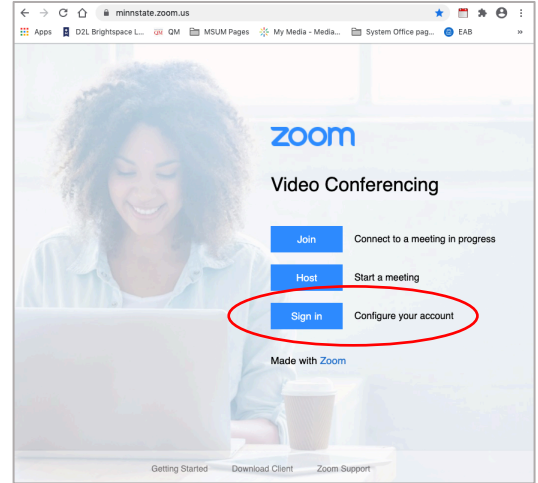 minnstate.zoom.us
Apps D2L Brightspace L... QM QM MSUM Pages My Media - Media... System Office pag... EAB »
zoom
Video Conferencing
Join Connect to a meeting in progress
Host Start a meeting
Sign in Configure your account
Made with Zoom
Getting Started Download Client Zoom Support